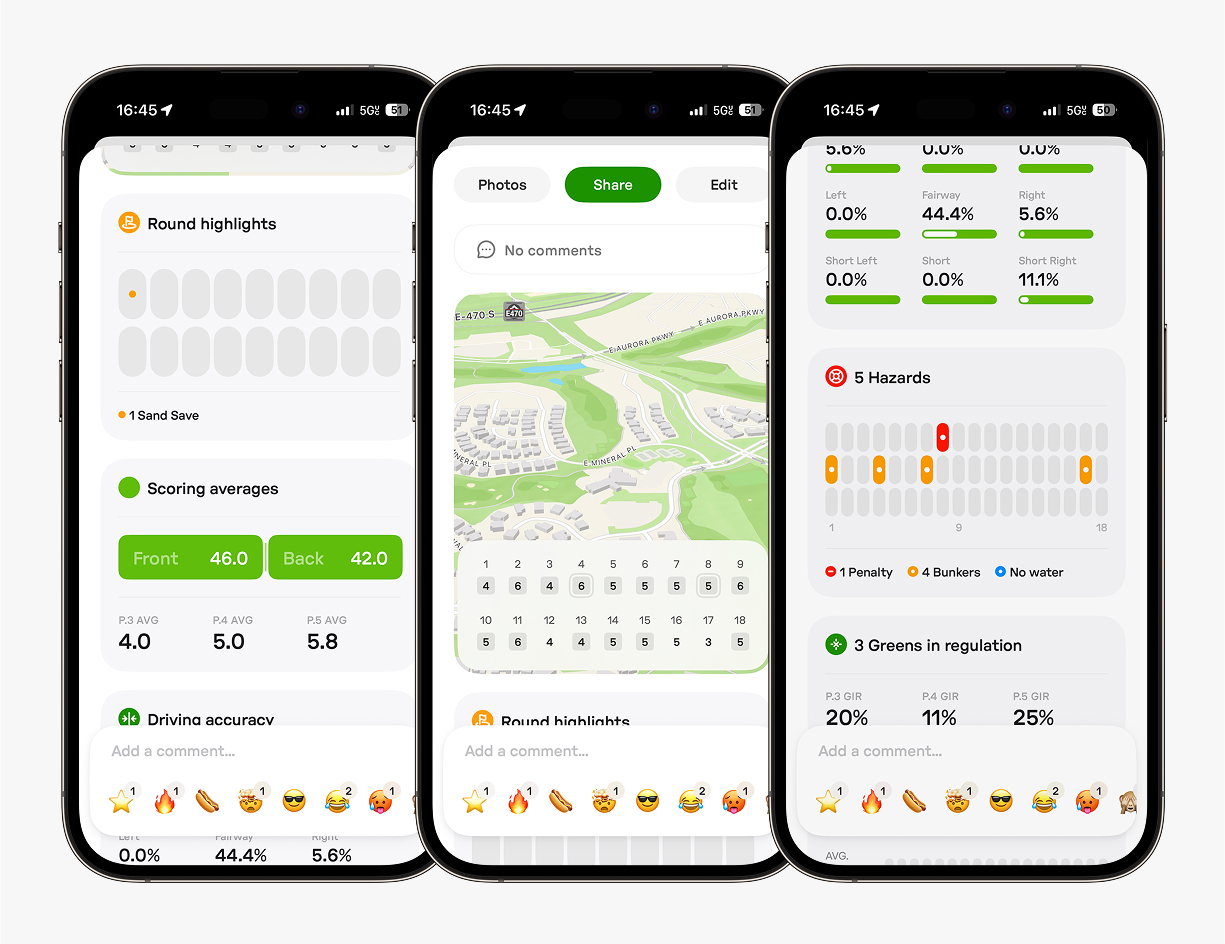 16:45
5G 51
Round highlights
1 Sand Save
Scoring averages
Front 46.0 Back 42.0
P.3 AVG P.4 AVG P.5 AVG
4.0 5.0 5.8
Driving accuracy
Add a comment...
1 1 1 2 1
Left Fairway Right
0.0% 44.4% 5.6%
16:45
5G 51
Photos Share Edit
No comments
E-470 S E470
E AURORA PKWY E AURORA PKWY
MINERAL PL E MINERAL PL
1 2 3 4 5 6 7 8 9
4 6 4 6 5 5 5 5 6
10 11 12 13 14 15 16 17 18
5 6 4 4 5 5 5 3 5
Round highlights
Add a comment...
1 1 1 2 1
16:45
5G 50
5.6% 0.0% 0.0%
Left Fairway Right
0.0% 44.4% 5.6%
Short Left Short Short Right
0.0% 0.0% 11.1%
5 Hazards
1 9 18
1 Penalty 4 Bunkers No water
3 Greens in regulation
P.3 GIR P.4 GIR P.5 GIR
20% 11% 25%
Add a comment...
1 1 1 2 1
AVG.